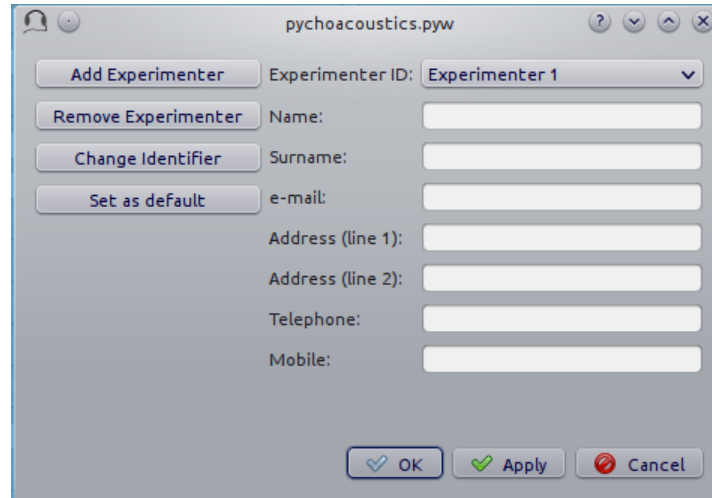 pychoacoustics.pyw
Add Experimenter
Experimenter ID: Experimenter 1
Remove Experimenter
Name:
Change Identifier
Surname:
Set as default
e-mail:
Address (line 1):
Address (line 2):
Telephone:
Mobile:
OK
Apply
Cancel